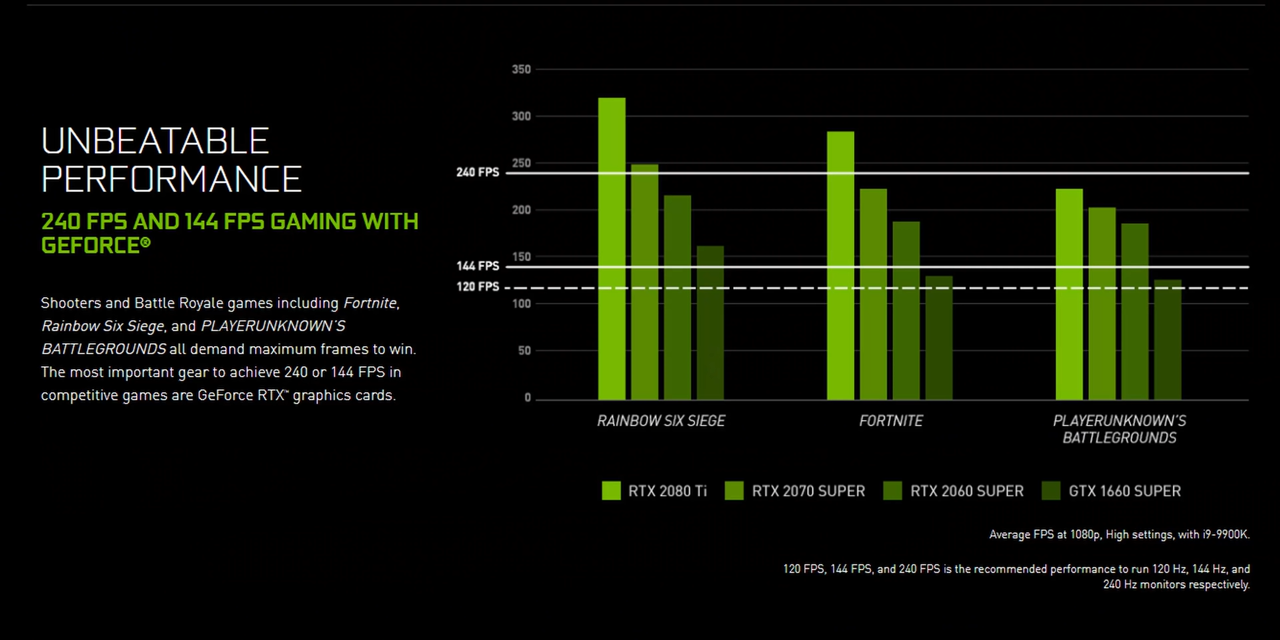 UNBEATABLE
PERFORMANCE
240 FPS AND 144 FPS GAMING WITH
GEFORCE®
Shooters and Battle Royale games including Fortnite,
Rainbow Six Siege, and PLAYERUNKNOWN'S
BATTLEGROUNDS all demand maximum frames to win.
The most important gear to achieve 240 or 144 FPS in
competitive games are GeForce RTX™ graphics cards.
350
300
250
240 FPS
200
150
144 FPS
120 FPS
100
50
0
RAINBOW SIX SIEGE
FORTNITE
PLAYERUNKNOWN'S
BATTLEGROUNDS
RTX 2080 Ti
RTX 2070 SUPER
RTX 2060 SUPER
GTX 1660 SUPER
Average FPS at 1080p, High settings, with i9-9900K.
120 FPS, 144 FPS, and 240 FPS is the recommended performance to run 120 Hz, 144 Hz, and
240 Hz monitors respectively.